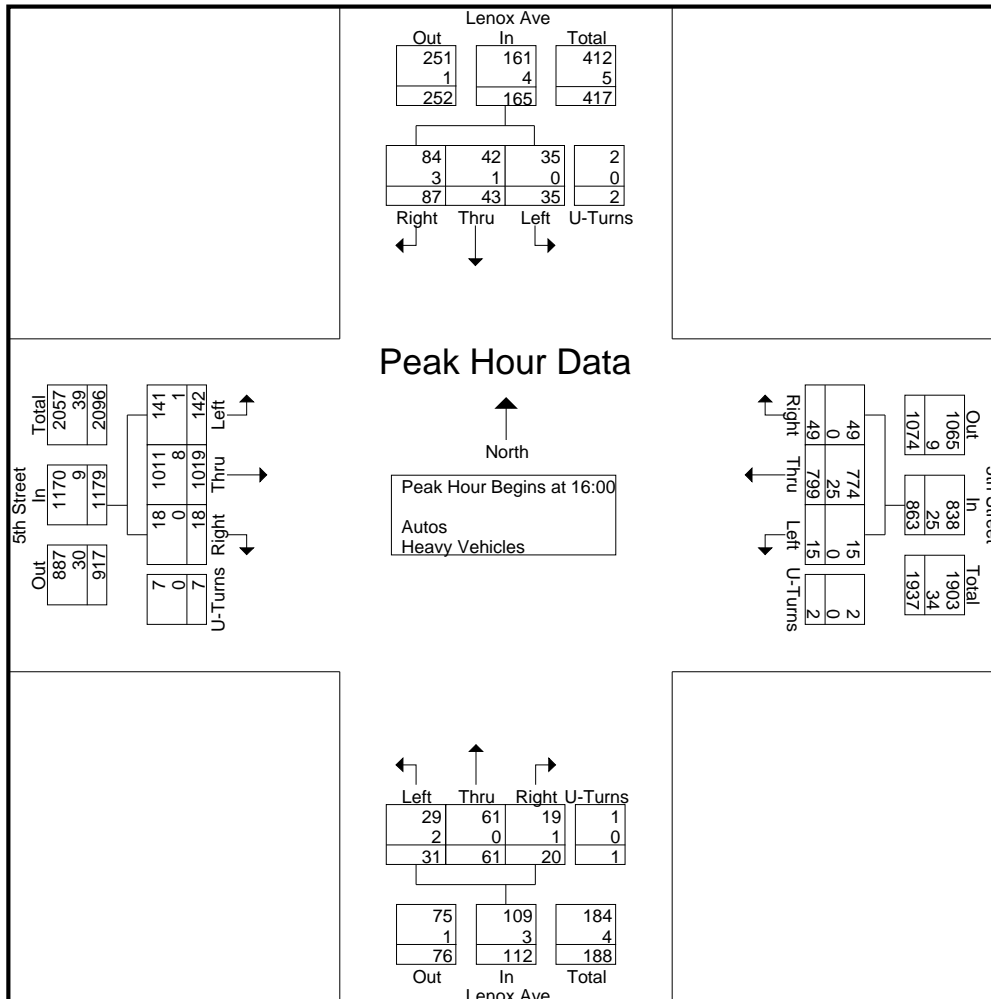 Lenox Ave
Out In Total
251 161 412
1 4 5
252 165 417
84 42 35 2
3 1 0 0
87 43 35 2
Right Thru Left U-Turns
Peak Hour Data
North
Peak Hour Begins at 16:00
Autos
Heavy Vehicles
5th Street
Total In Out
2057 1170 887
39 9 30
2096 1179 917
141 1011 18 7
1 8 0 0
142 1019 18 7
Left Thru Right U-Turns
Right Thru Left U-Turns
49 799 15 2
0 25 0 0
49 774 15 2
1074 863 1937
9 25 34
1065 838 1903
Out In Total
Street
Left Thru Right U-Turns
29 61 19 1
2 0 1 0
31 61 20 1
75 109 184
1 3 4
76 112 188
Out In Total
Lenox Ave